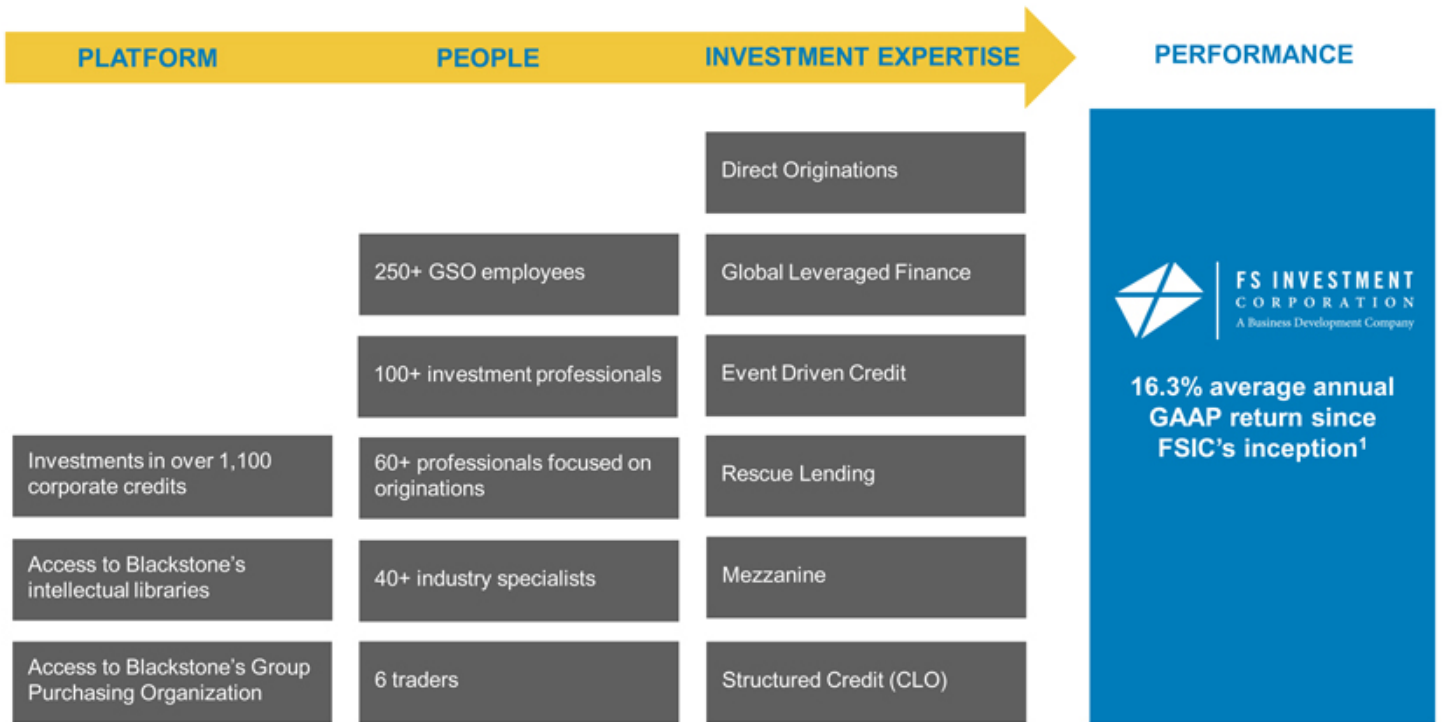 PLATFORM
PEOPLE
INVESTMENT EXPERTISE
PERFORMANCE
Investments in over 1,100
corporate credits
Access to Blackstone’s
intellectual libraries
Access to Blackstone’s Group
Purchasing Organization
250+ GSO employees
100+ investment professionals
60+ professionals focused on
originations
40+ industry specialists
6 traders
Direct Originations
Global Leveraged Finance
Event Driven Credit
Rescue Lending
Mezzanine
Structured Credit (CLO)
FS INVESTMENT
CORPORATION
A Business Development Company
16.3% average annual
GAAP return since
FSIC’s inception¹